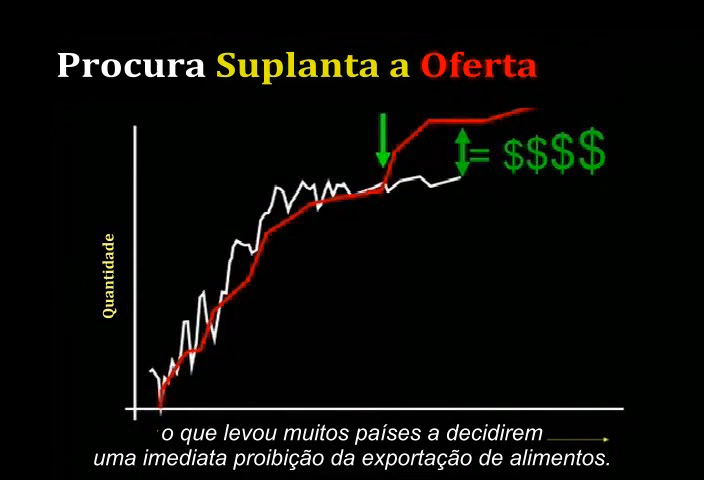 Procura Suplanta a Oferta
= $$$$
Quantidade
o que levou muitos países a decidirem
uma imediata proibição da exportação de alimentos.